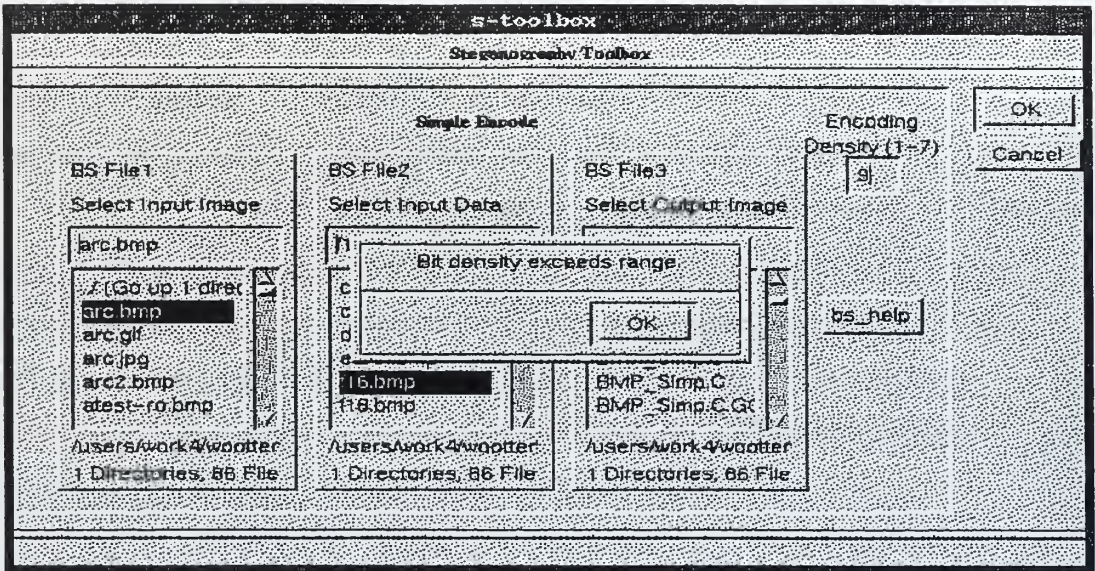 s-toolbox
Steganography Toolbox
Simple Encode
Encoding
Density (1-7)
9
OK
Cancel
BS File1
Select Input Image
arc.bmp
./ (Go up 1 direc
arc.bmp
arc.gif
arc.jpg
arc2.bmp
atest-ro.bmp
/users/work4/wootter
1 Directories, 86 File
BS File2
Select Input Data
f16.bmp
f18.bmp
/users/work4/wootter
1 Directories, 86 File
BS File3
Select Output Image
BMP_Simp.C
BMP_Simp.C.GC
/users/work4/wootter
1 Directories, 86 File
Bit density exceeds range
OK
bs_help